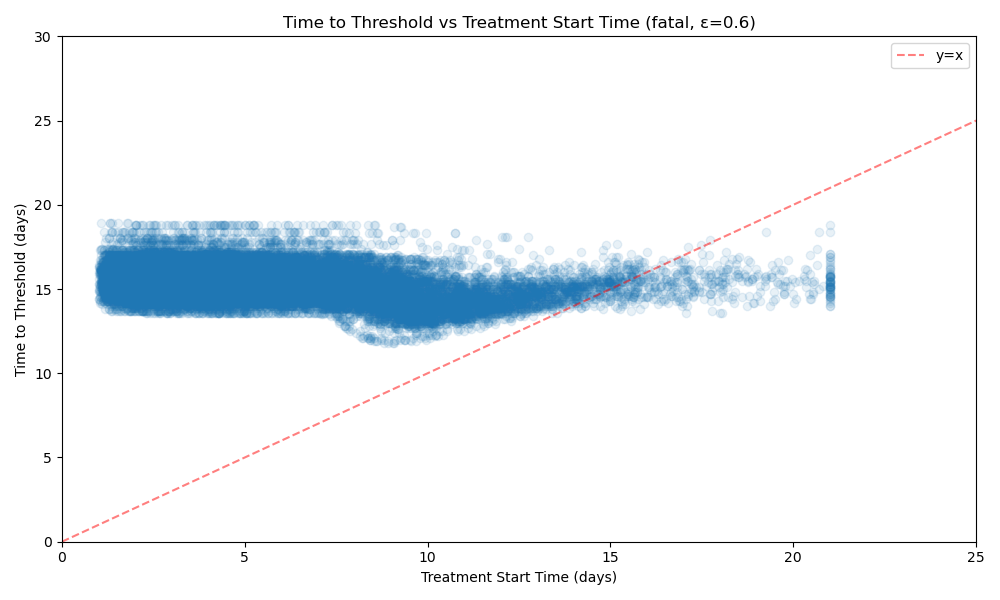 Time to Threshold vs Treatment Start Time (fatal, ε=0.6)
y=x
Time to Threshold (days)
30
25
20
15
10
5
0
0 5 10 15 20 25
Treatment Start Time (days)